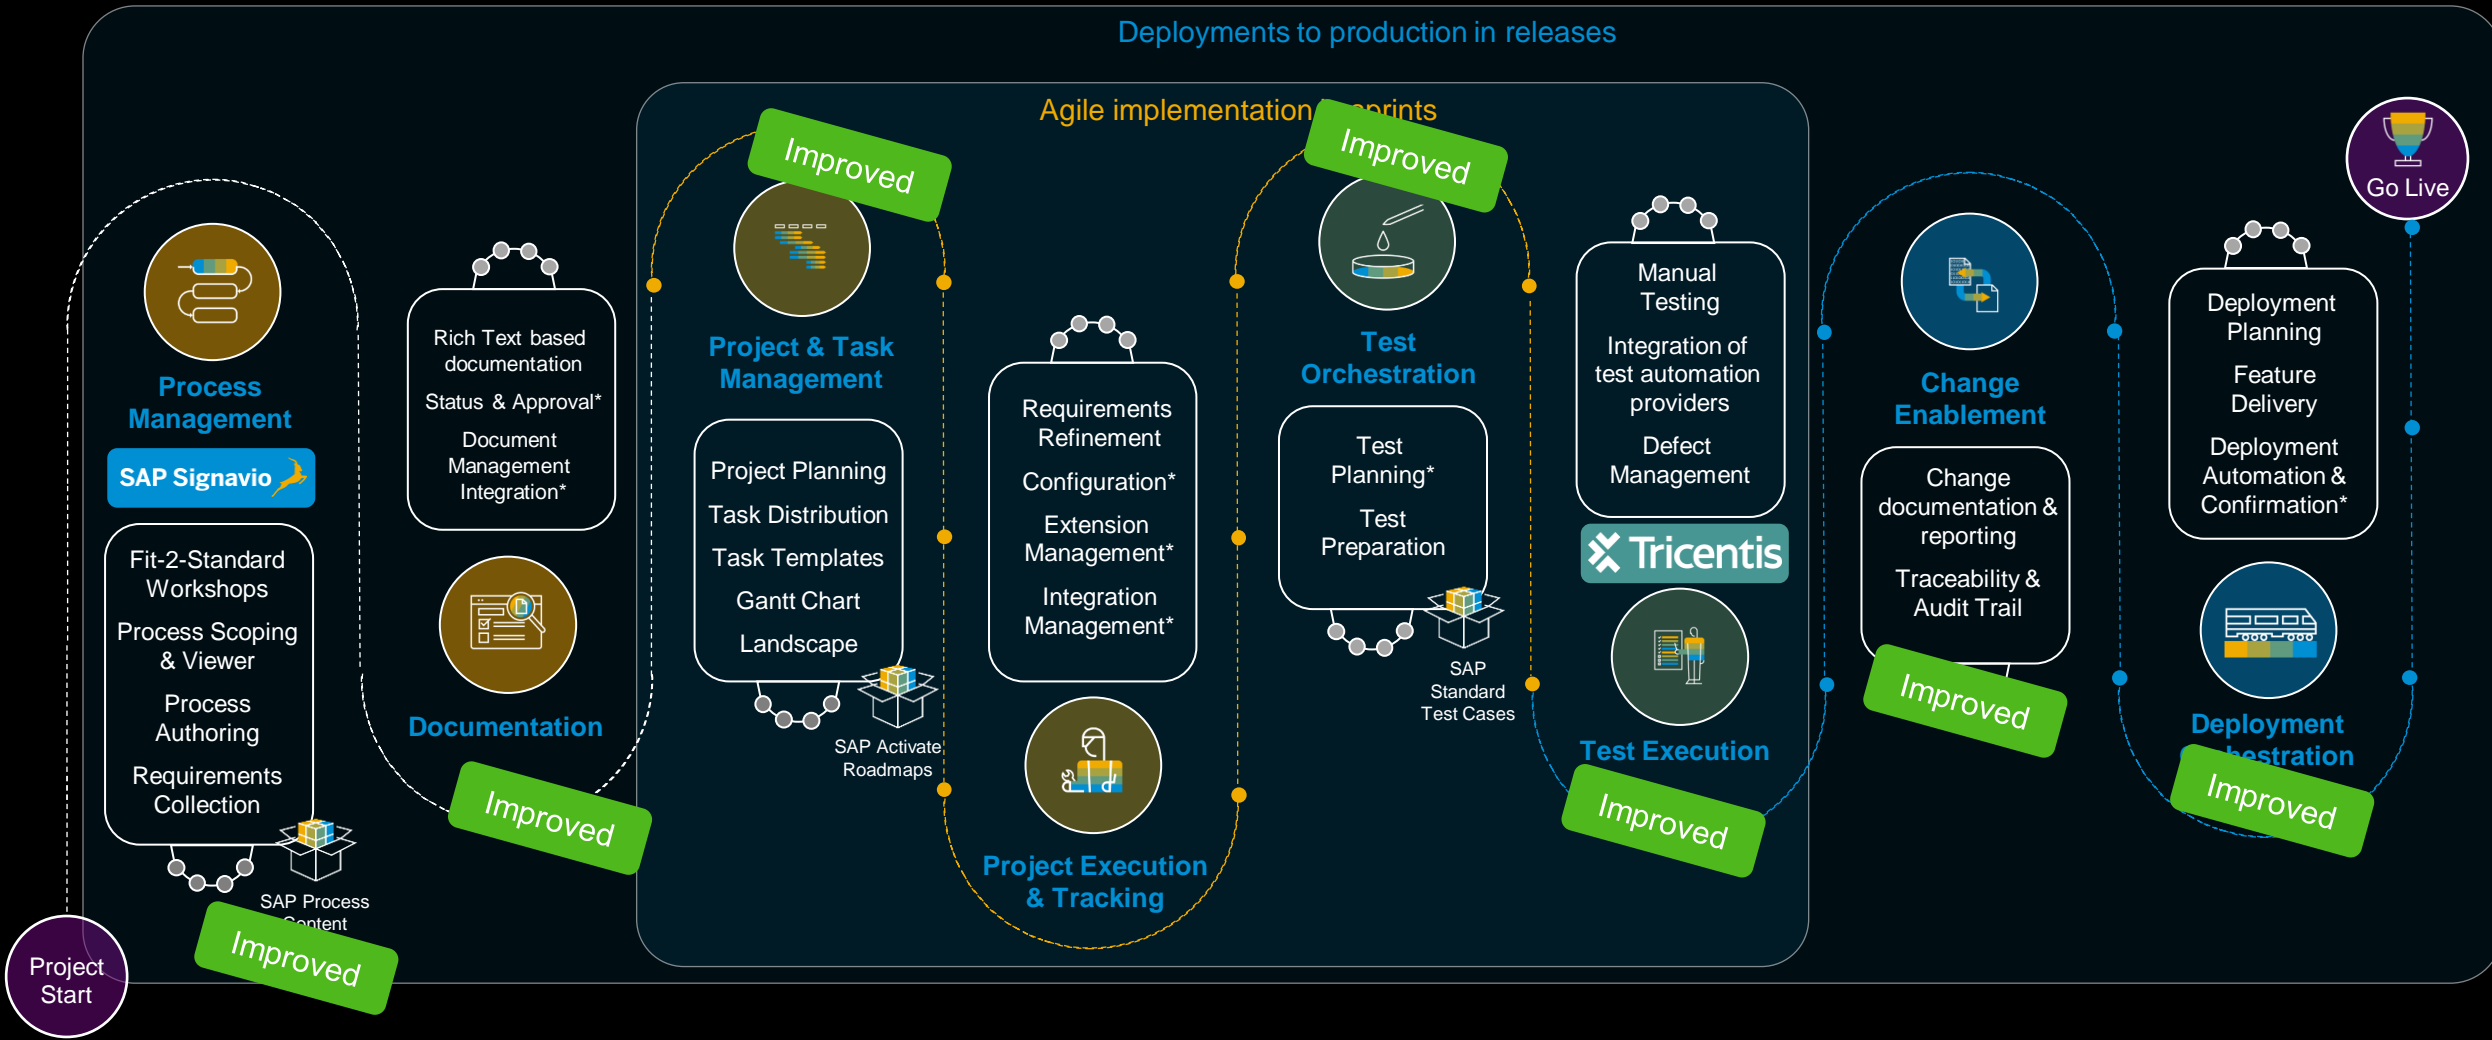 Deployments to production in releases
Agile implementation
prints
Project
Start
Process
Management
SAP Signavio
Fit-2-Standard
Workshops
Process Scoping
& Viewer
Process
Authoring
Requirements
Collection
SAP Process
Improved
Rich Text based
documentation
Status & Approval*
Document
Management
Integration*
Documentation
Improved
Improved
Project & Task
Management
Project Planning
Task Distribution
Task Templates
Gantt Chart
Landscape
SAP Activate
Roadmaps
Requirements
Refinement
Configuration*
Extension
Management*
Integration
Management*
Project Execution
& Tracking
Improved
Test
Orchestration
Test
Planning*
Test
Preparation
SAP
Standard
Test Cases
Manual
Testing
Integration of
test automation
providers
Defect
Management
Tricentis
Test Execution
Improved
Change
Enablement
Change
documentation &
reporting
Traceability &
Audit Trail
Improved
Deployment
Planning
Feature
Delivery
Deployment
Automation &
Confirmation*
Deployment
estration
Improved
Go Live